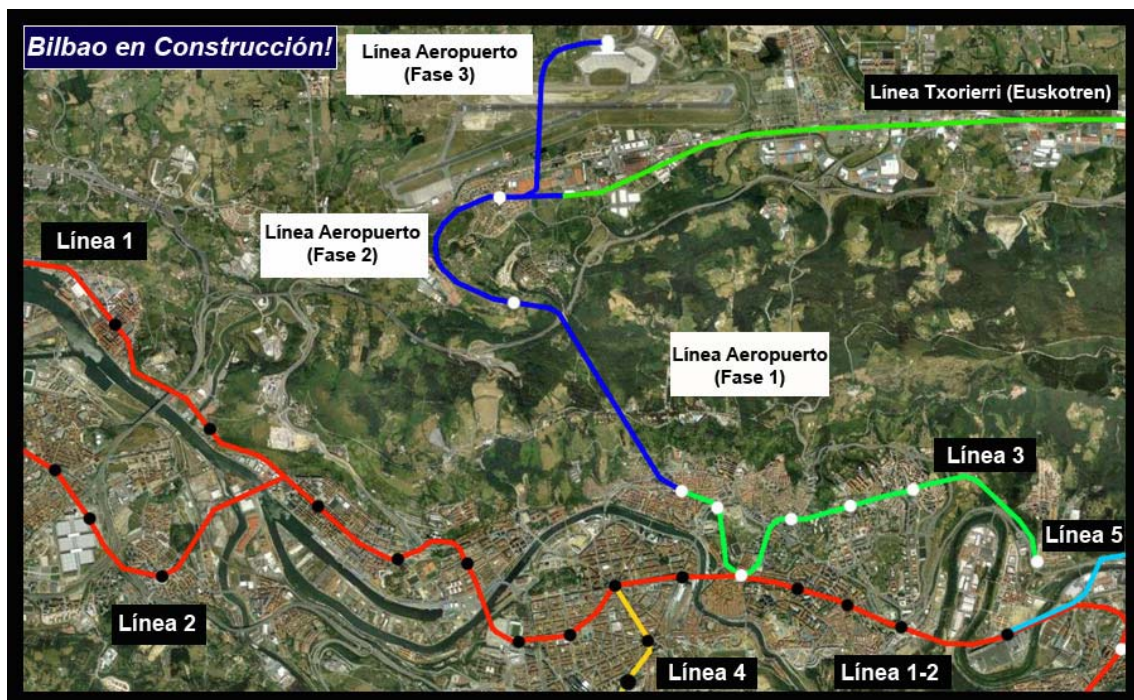 Bilbao en Construcción!
Línea Aeropuerto
(Fase 3)
Línea Txorierri (Euskotren)
Línea 1
Línea Aeropuerto
(Fase 2)
Línea Aeropuerto
(Fase 1)
Línea 3
Línea 5
Línea 2
Línea 4
Línea 1-2